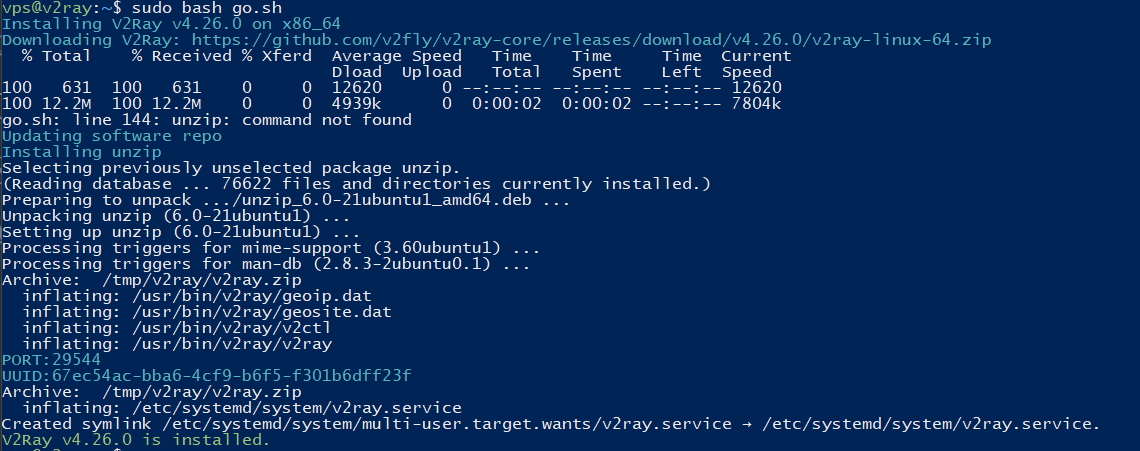 vps@v2ray:~$ sudo bash go.sh
Installing V2Ray v4.26.0 on x86_64
Downloading V2Ray: https://github.com/v2fly/v2ray-core/releases/download/v4.26.0/v2ray-linux-64.zip
  % Total    % Received % Xferd  Average Speed   Time    Time     Time  Current
                                 Dload  Upload   Total   Spent    Left  Speed
100   631  100   631    0     0  12620      0 --:--:-- --:--:-- --:--:-- 12620
100 12.2M  100 12.2M    0     0  4939k      0  0:00:02  0:00:02 --:--:-- 7804k
go.sh: line 144: unzip: command not found
Updating software repo
Installing unzip
Selecting previously unselected package unzip.
(Reading database ... 76622 files and directories currently installed.)
Preparing to unpack .../unzip_6.0-21ubuntu1_amd64.deb ...
Unpacking unzip (6.0-21ubuntu1) ...
Setting up unzip (6.0-21ubuntu1) ...
Processing triggers for mime-support (3.60ubuntu1) ...
Processing triggers for man-db (2.8.3-2ubuntu0.1) ...
Archive:  /tmp/v2ray/v2ray.zip
  inflating: /usr/bin/v2ray/geoip.dat
  inflating: /usr/bin/v2ray/geosite.dat
  inflating: /usr/bin/v2ray/v2ctl
  inflating: /usr/bin/v2ray/v2ray
PORT:29544
UUID:67ec54ac-bba6-4cf9-b6f5-f301b6dff23f
Archive:  /tmp/v2ray/v2ray.zip
  inflating: /etc/systemd/system/v2ray.service
Created symlink /etc/systemd/system/multi-user.target.wants/v2ray.service → /etc/systemd/system/v2ray.service.
V2Ray v4.26.0 is installed.